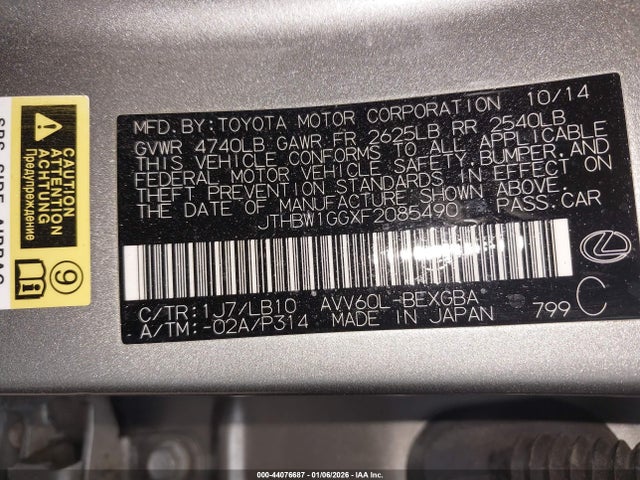 MFD.BY:TOYOTA MOTOR CORPORATION 10/14
GVWR 4740LB GAWR FR 2625LB RR 2540LB
THIS VEHICLE CONFORMS TO ALL APPLICABLE
FEDERAL MOTOR VEHICLE SAFETY,BUMPER,AND
THEFT PREVENTION STANDARDS IN EFFECT ON
THE DATE OF MANUFACTURE SHOWN ABOVE.
JTHBW1GGXF2085490 PASS.CAR
C/TR:1J7/LB10 AVV60L-BEXGBA
A/TM:-02A/P314 MADE IN JAPAN 799 C
SRS SIDE AIRBAG
CAUTION
ATTENTION
ACHTUNG
Предупреждение
9
000-44076687 - 01/06/2026 - IAA Inc.